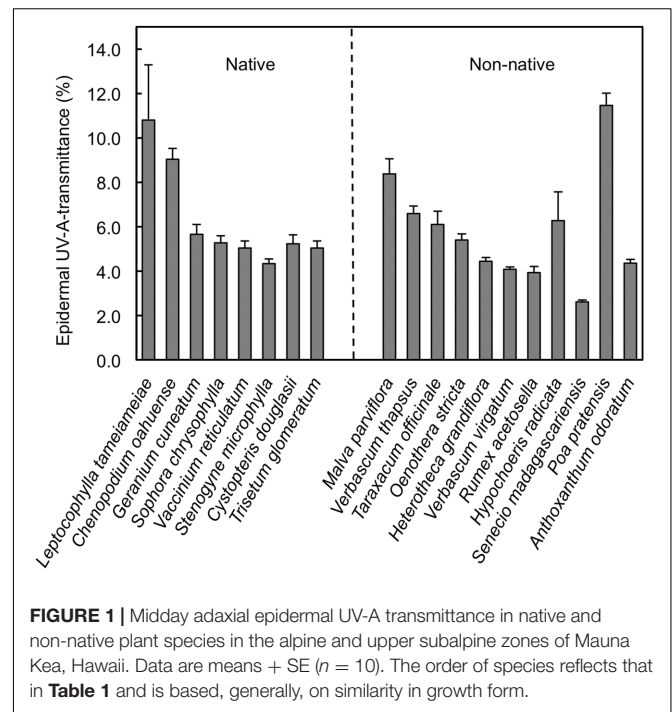 14.0
12.0
10.0
8.0
6.0
4.0
2.0
0.0
Epidermal UV-A-transmittance (%)
Native
Non-native
Leptocophylla tameiameiae
Chenopodium oahuense
Geranium cuneatum
Sophora chrysophylla
Vaccinium reticulatum
Stenogyne microphylla
Cystopteris douglasii
Trisetum glomeratum
Malva parviflora
Verbascum thapsus
Taraxacum officinale
Oenothera stricta
Heterotheca grandiflora
Verbascum virgatum
Rumex acetosella
Hypochoeris radicata
Senecio madagascariensis
Poa pratensis
Anthoxanthum odoratum
FIGURE 1 | Midday adaxial epidermal UV-A transmittance in native and
non-native plant species in the alpine and upper subalpine zones of Mauna
Kea, Hawaii. Data are means + SE (n = 10). The order of species reflects that
in Table 1 and is based, generally, on similarity in growth form.